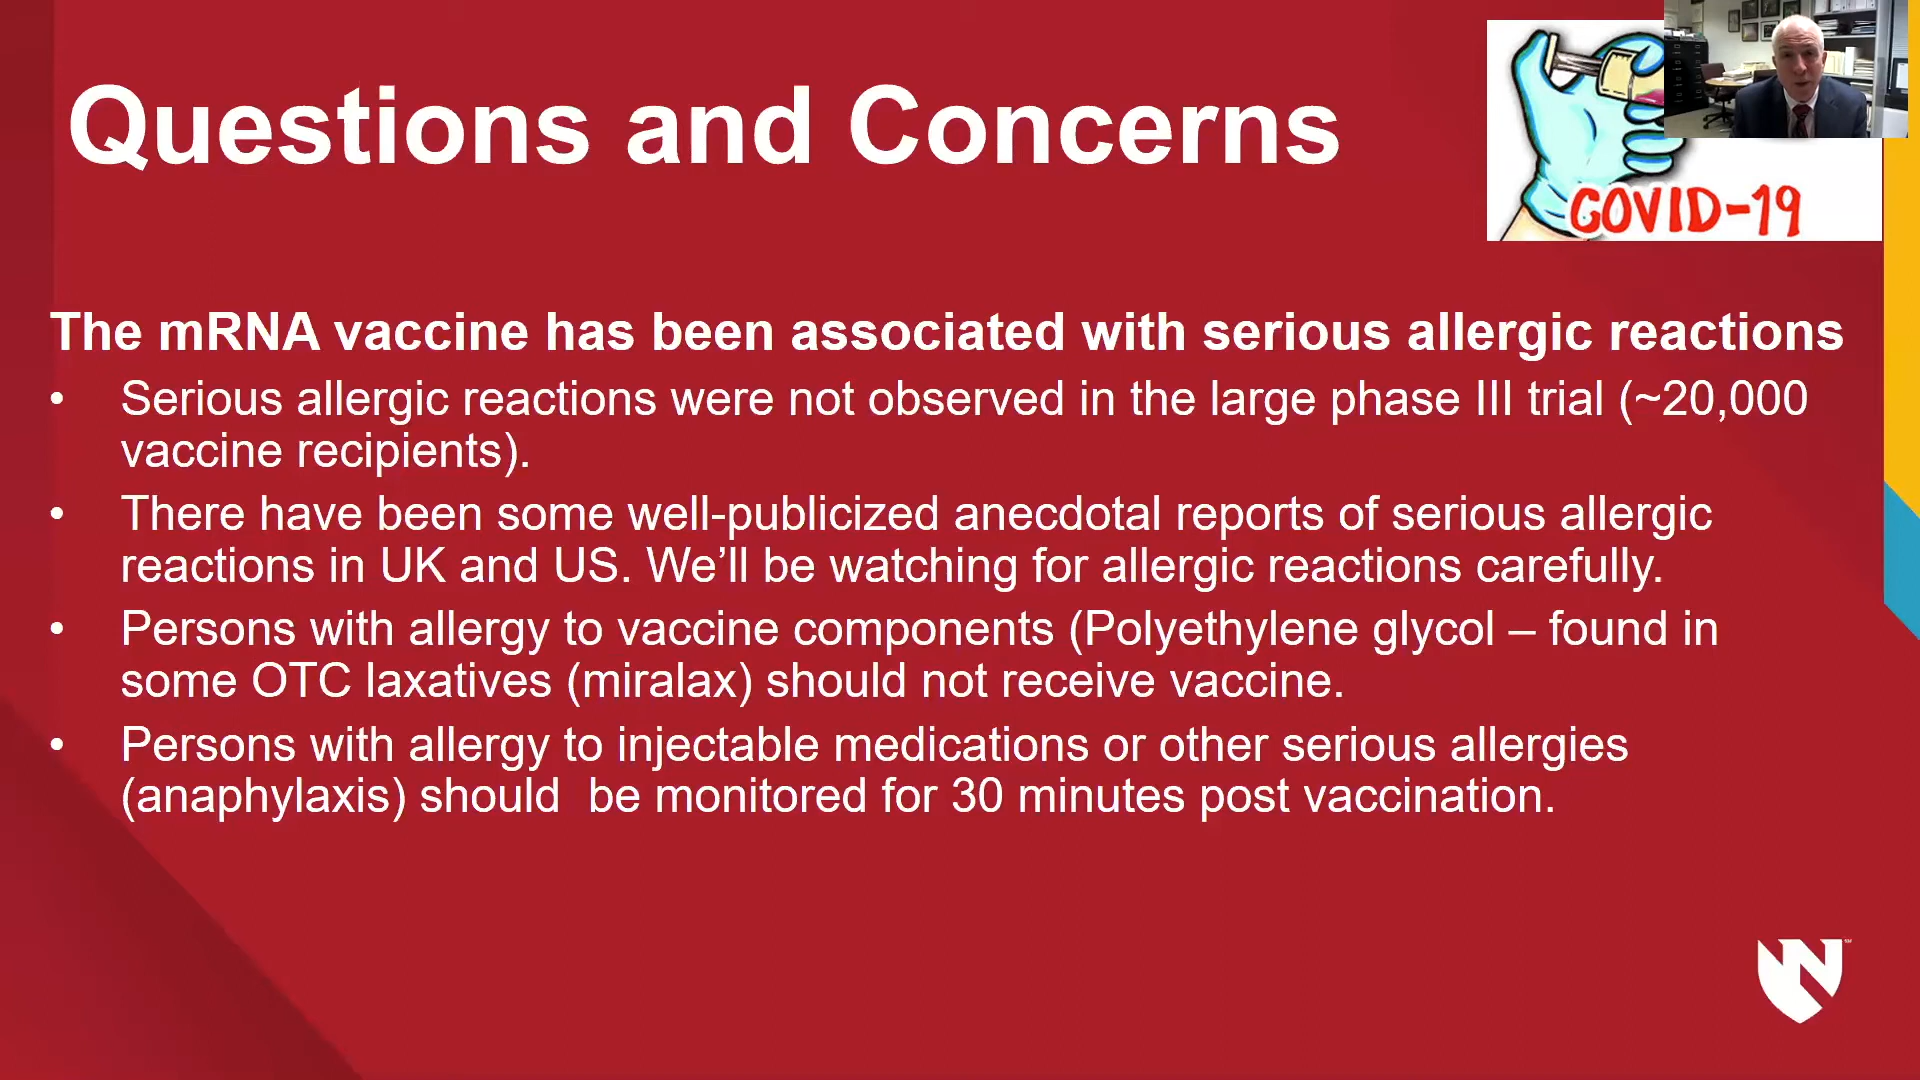 Questions and Concerns
COVID-19
The mRNA vaccine has been associated with serious allergic reactions
• Serious allergic reactions were not observed in the large phase III trial (~20,000
vaccine recipients).
• There have been some well-publicized anecdotal reports of serious allergic
reactions in UK and US. We’ll be watching for allergic reactions carefully.
• Persons with allergy to vaccine components (Polyethylene glycol – found in
some OTC laxatives (miralax) should not receive vaccine.
• Persons with allergy to injectable medications or other serious allergies
(anaphylaxis) should  be monitored for 30 minutes post vaccination.